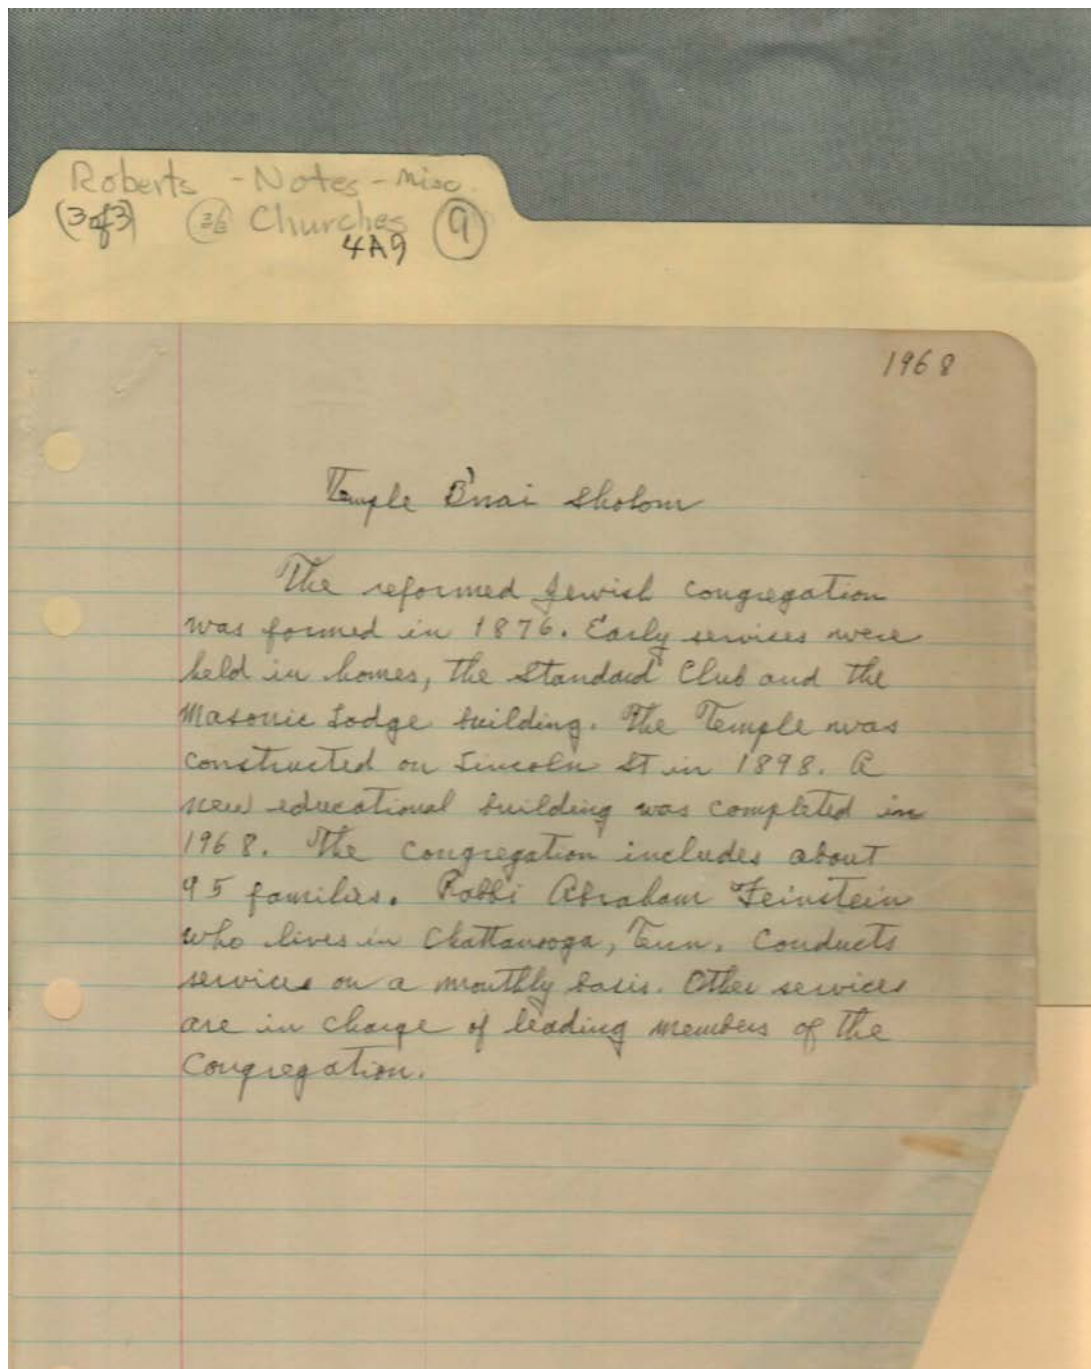 Roberts - Notes - Misc.
(3 of 3) 36 Churches 9
4A9
1968
Temple B'nai Sholom
The reformed Jewish congregation
was formed in 1876. Early services were
held in homes, the Standard Club and the
Masonic Lodge building. The Temple was
constructed on Lincoln St in 1898. A
new educational building was completed in
1968. The congregation includes about
95 families. Rabbi Abraham Feinstein
who lives in Chattanooga, Tenn. conducts
services on a monthly basis. Other services
are in charge of leading members of the
Congregation.